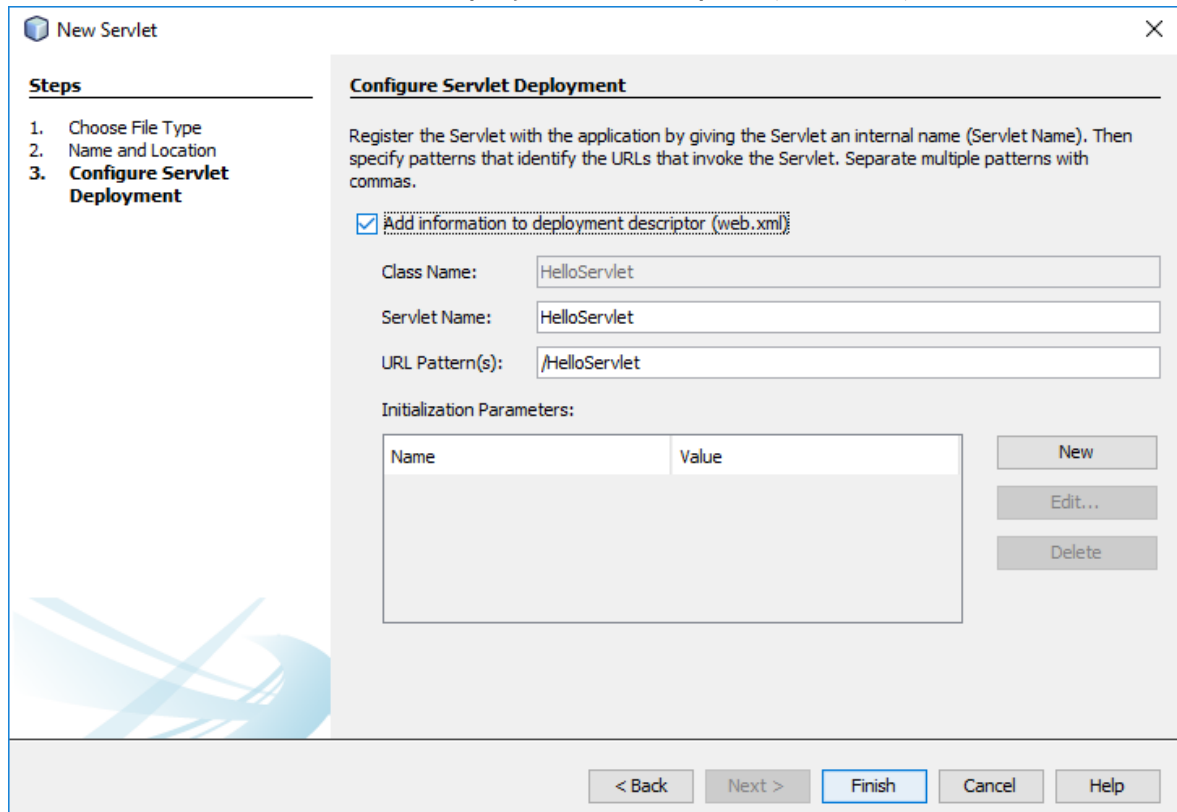 New Servlet
Steps
1. Choose File Type
2. Name and Location
3. Configure Servlet
Deployment
Configure Servlet Deployment
Register the Servlet with the application by giving the Servlet an internal name (Servlet Name). Then
specify patterns that identify the URLs that invoke the Servlet. Separate multiple patterns with
commas.
Add information to deployment descriptor (web.xml)
Class Name: HelloServlet
Servlet Name: HelloServlet
URL Pattern(s): /HelloServlet
Initialization Parameters:
Name Value
New
Edit...
Delete
< Back Next > Finish Cancel Help